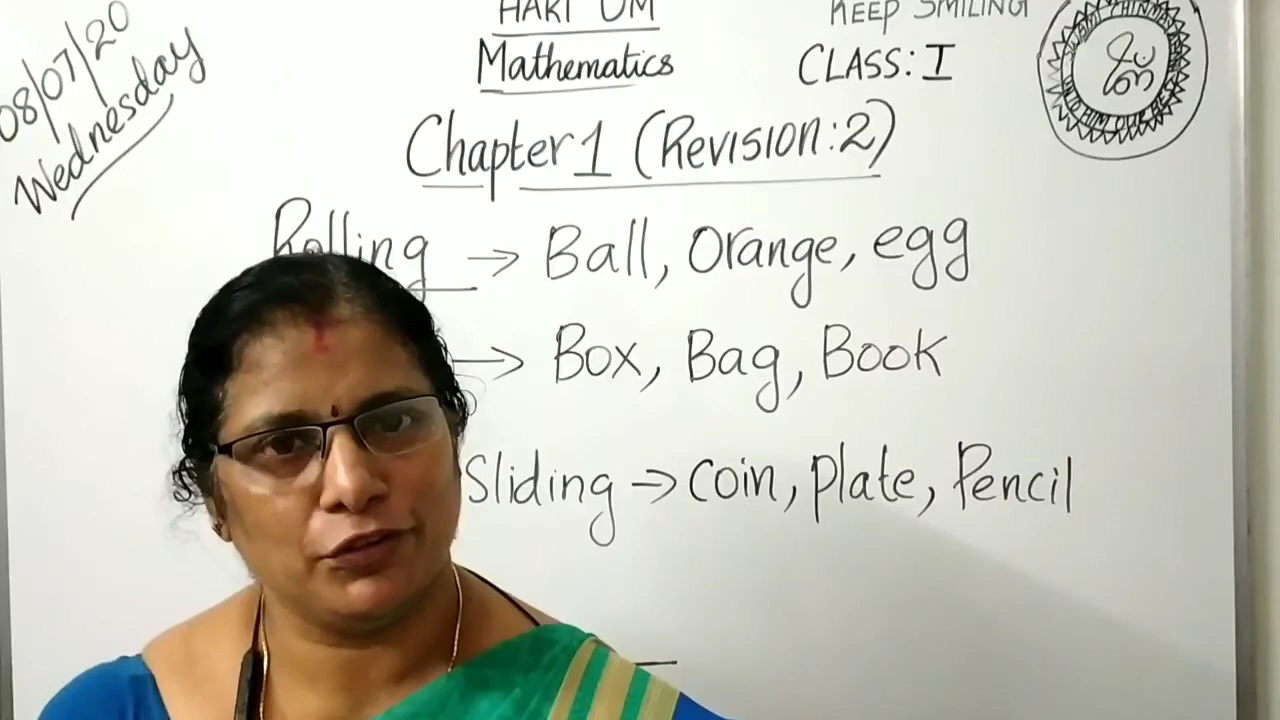 08/07/20
Wednesday
HARI OM
KEEP SMILING
Mathematics
CLASS: I
Chapter 1 (Revision:2)
Rolling → Ball, Orange, egg
→ Box, Bag, Book
Sliding → Coin, Plate, Pencil